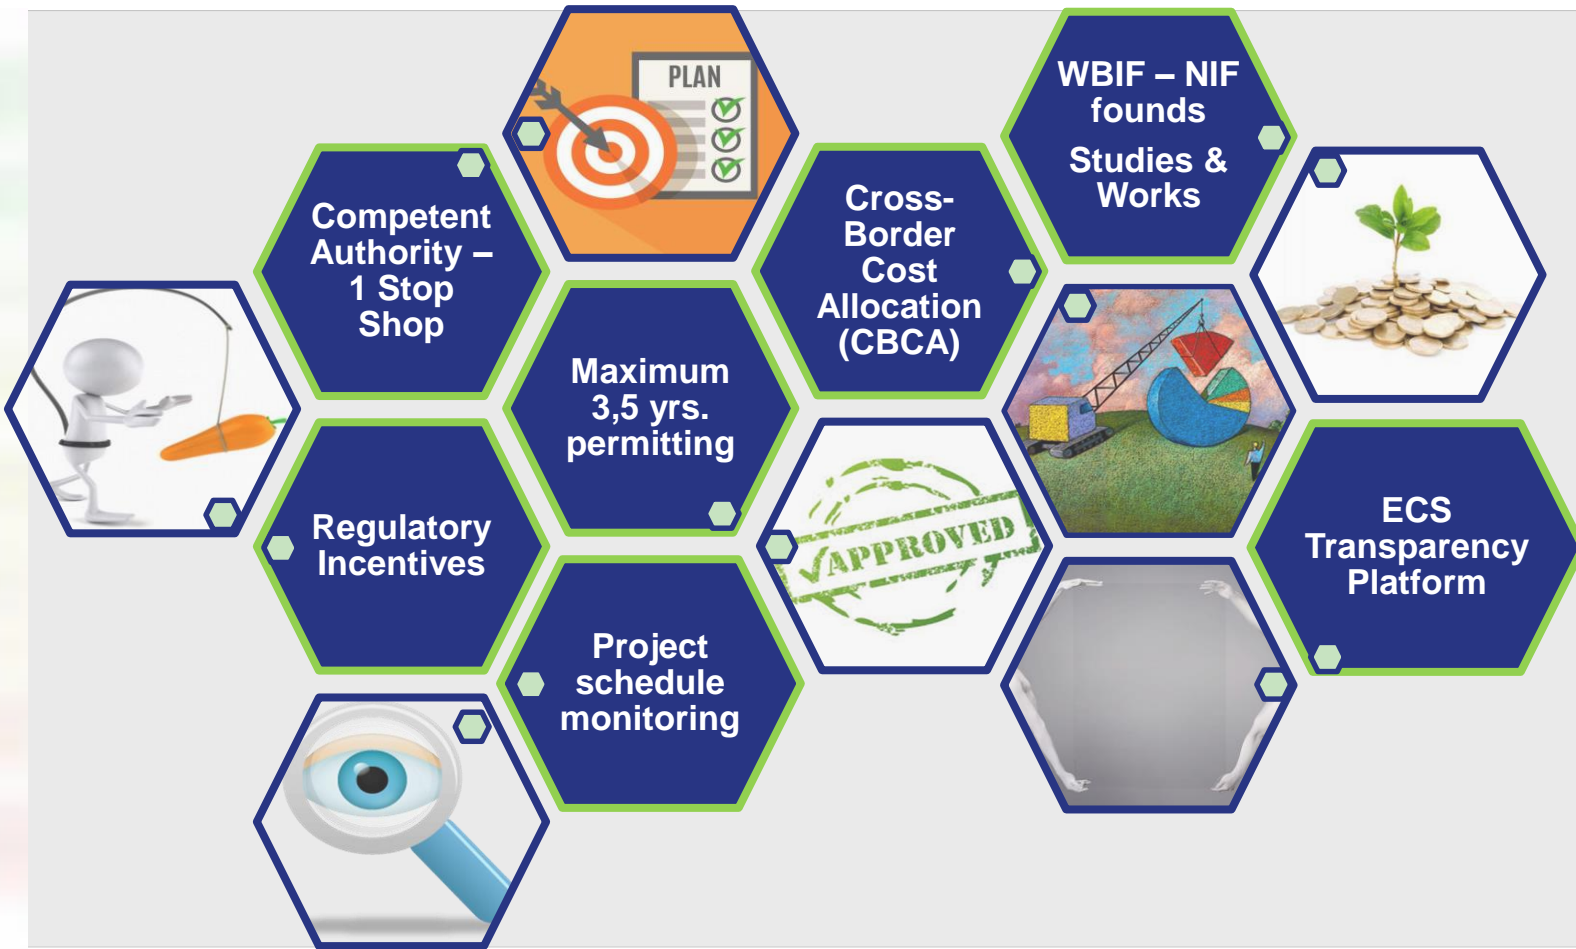 PLAN
WBIF – NIF
founds
Studies &
Works
Competent
Authority –
1 Stop
Shop
Cross-
Border
Cost
Allocation
(CBCA)
Maximum
3,5 yrs.
permitting
Regulatory
Incentives
√APPROVED
ECS
Transparency
Platform
Project
schedule
monitoring